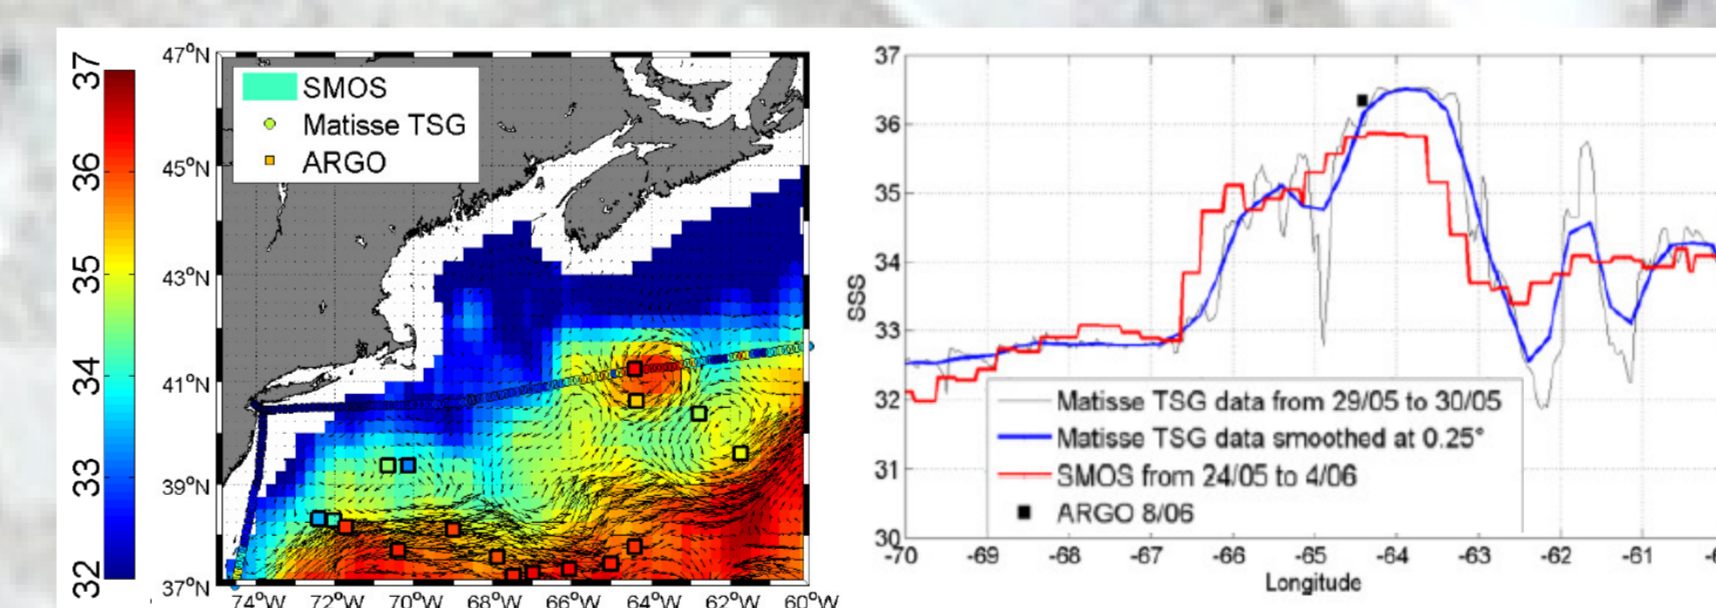 37
36
35
34
33
32
47°N
45°N
43°N
41°N
39°N
37°N
SMOS
Matisse TSG
ARGO
74°W 72°W 70°W 68°W 66°W 64°W 62°W 60°W
37
36
35
34
33
32
31
30
SSS
Matisse TSG data from 29/05 to 30/05
Matisse TSG data smoothed at 0.25°
SMOS from 24/05 to 4/06
ARGO 8/06
-70 -69 -68 -67 -66 -65 -64 -63 -62 -61
Longitude